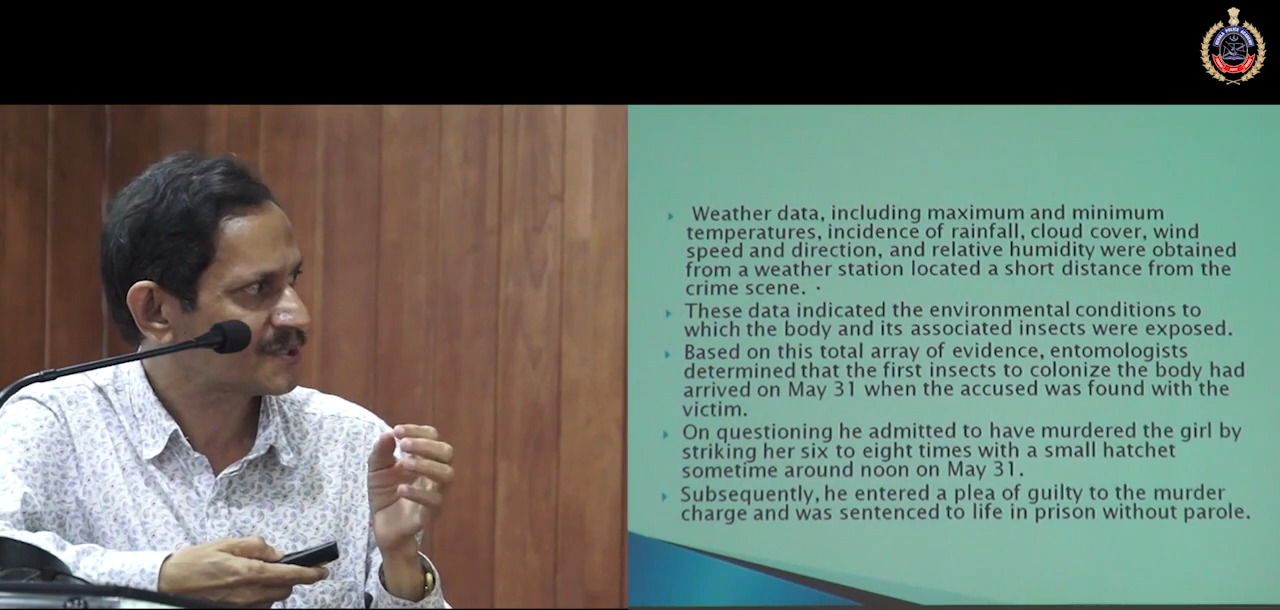 Weather data, including maximum and minimum
temperatures, incidence of rainfall, cloud cover, wind
speed and direction, and relative humidity were obtained
from a weather station located a short distance from the
crime scene. ·
These data indicated the environmental conditions to
which the body and its associated insects were exposed.
Based on this total array of evidence, entomologists
determined that the first insects to colonize the body had
arrived on May 31 when the accused was found with the
victim.
On questioning he admitted to have murdered the girl by
striking her six to eight times with a small hatchet
sometime around noon on May 31.
Subsequently, he entered a plea of guilty to the murder
charge and was sentenced to life in prison without parole.